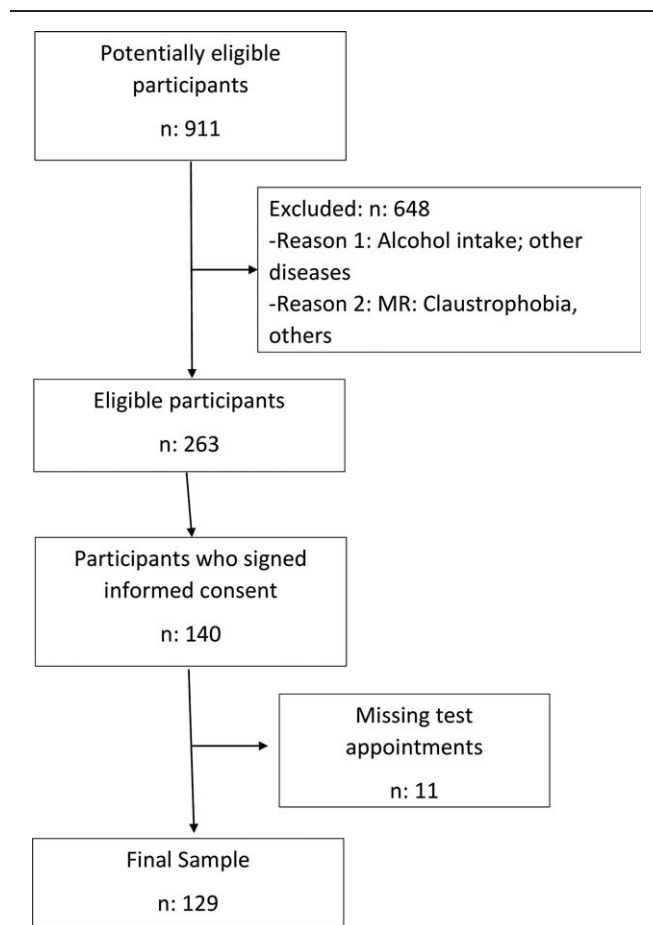 Potentially eligible
participants
n: 911
Excluded: n: 648
-Reason 1: Alcohol intake; other
diseases
-Reason 2: MR: Claustrophobia,
others
Eligible participants
n: 263
Participants who signed
informed consent
n: 140
Missing test
appointments
n: 11
Final Sample
n: 129